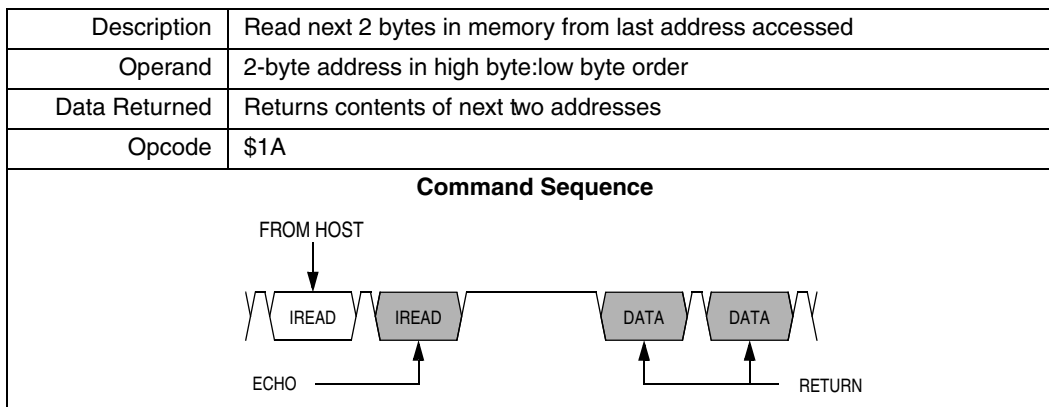 Description Read next 2 bytes in memory from last address accessed
Operand 2-byte address in high byte:low byte order
Data Returned Returns contents of next two addresses
Opcode $1A
Command Sequence
FROM HOST
IREAD IREAD DATA DATA
ECHO RETURN